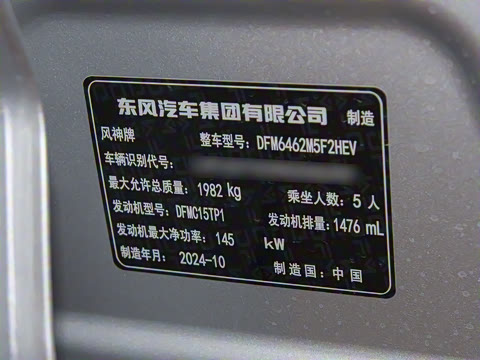 东风汽车集团有限公司 制造
风神牌 整车型号: DFM6462M5F2HEV
车辆识别代号:
最大允许总质量: 1982 kg 乘坐人数: 5 人
发动机型号: DFMC15TP1 发动机排量: 1476 mL
发动机最大净功率: 145 kW
制造年月: 2024-10 制造国: 中国